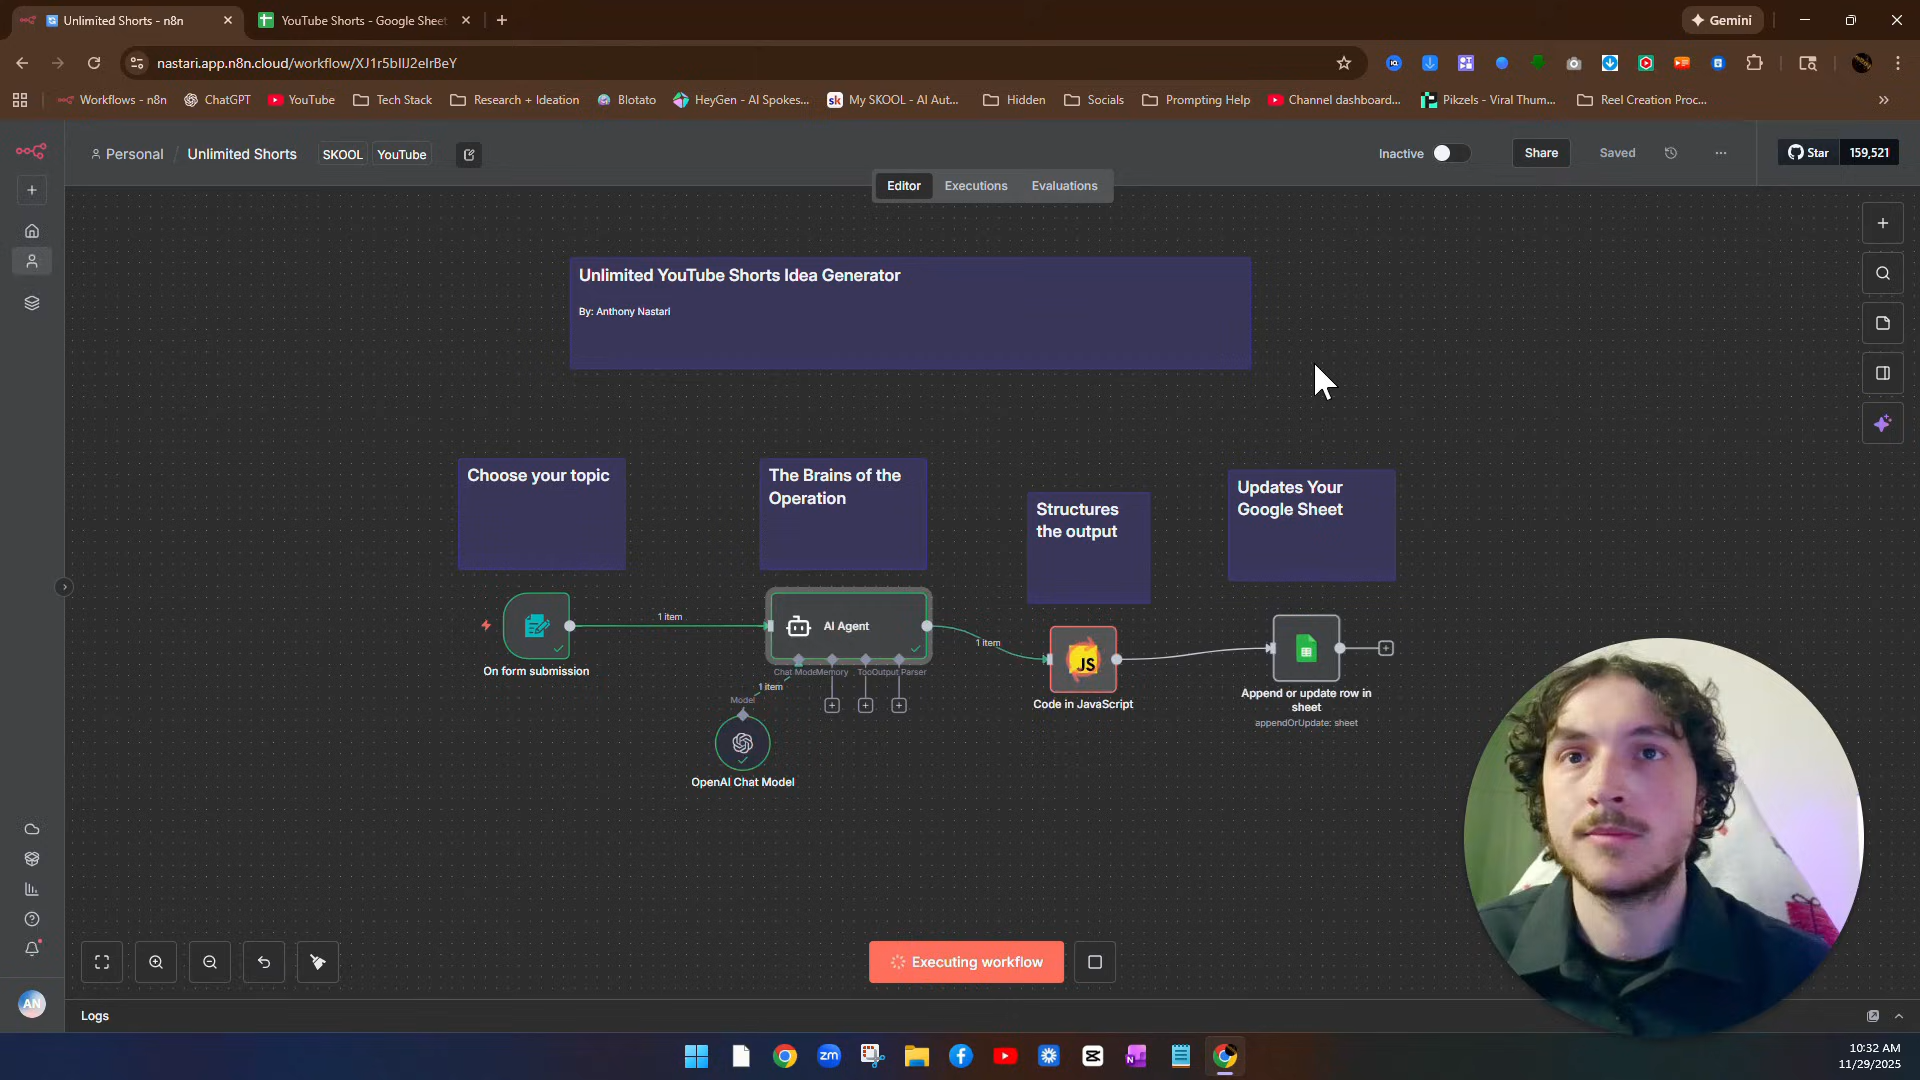 Unlimited Shorts - n8n
YouTube Shorts - Google Sheet
Gemini
nastari.app.n8n.cloud/workflow/XJ1r5bIlJ2eIrBeY
Workflows - n8n
ChatGPT
YouTube
Tech Stack
Research + Ideation
Blotato
HeyGen - AI Spokes...
My SKOOL - AI Aut...
Hidden
Socials
Prompting Help
Channel dashboard...
Pikzels - Viral Thum...
Reel Creation Proc...
Personal / Unlimited Shorts
SKOOL
YouTube
Inactive
Share
Saved
Star
159,521
Editor
Executions
Evaluations
Unlimited YouTube Shorts Idea Generator
By: Anthony Nastari
Choose your topic
The Brains of the
Operation
Structures
the output
Updates Your
Google Sheet
1 item
AI Agent
1 item
JS
On form submission
Chat Model
Memory
Tool
Output Parser
1 item
Model
OpenAI Chat Model
Code in JavaScript
Append or update row in
sheet
appendOrUpdate: sheet
Executing workflow
AN
Logs
zm
10:32 AM
11/29/2025